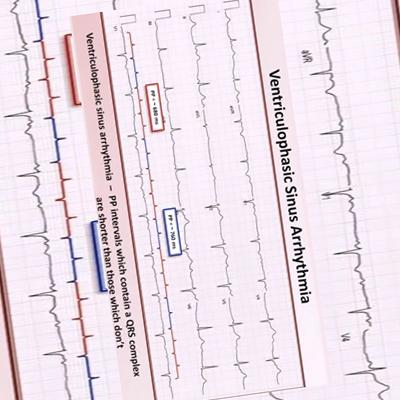 Ventriculophasic Sinus Arrhythmia
aVR
V4
PP = ~ 680 ms
PP = ~ 760 ms
Ventriculophasic sinus arrhythmia – PP intervals which contain a QRS complex
are shorter than those which don't